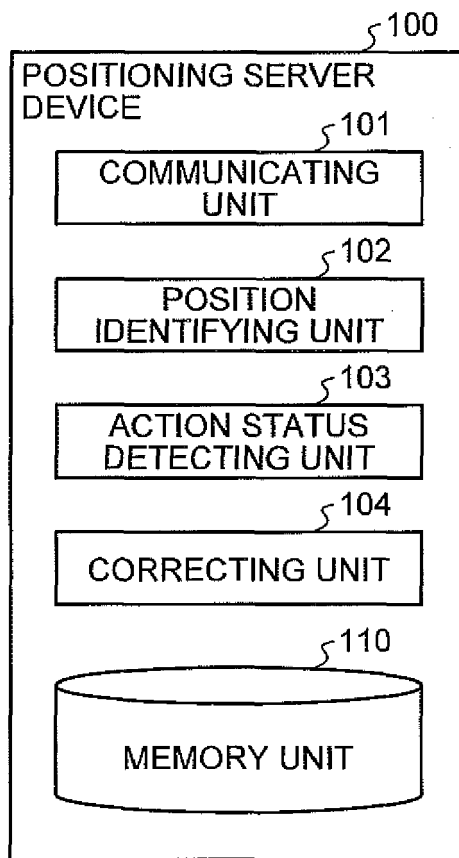 100
POSITIONING SERVER
DEVICE
101
COMMUNICATING
UNIT
102
POSITION
IDENTIFYING UNIT
103
ACTION STATUS
DETECTING UNIT
104
CORRECTING UNIT
110
MEMORY UNIT